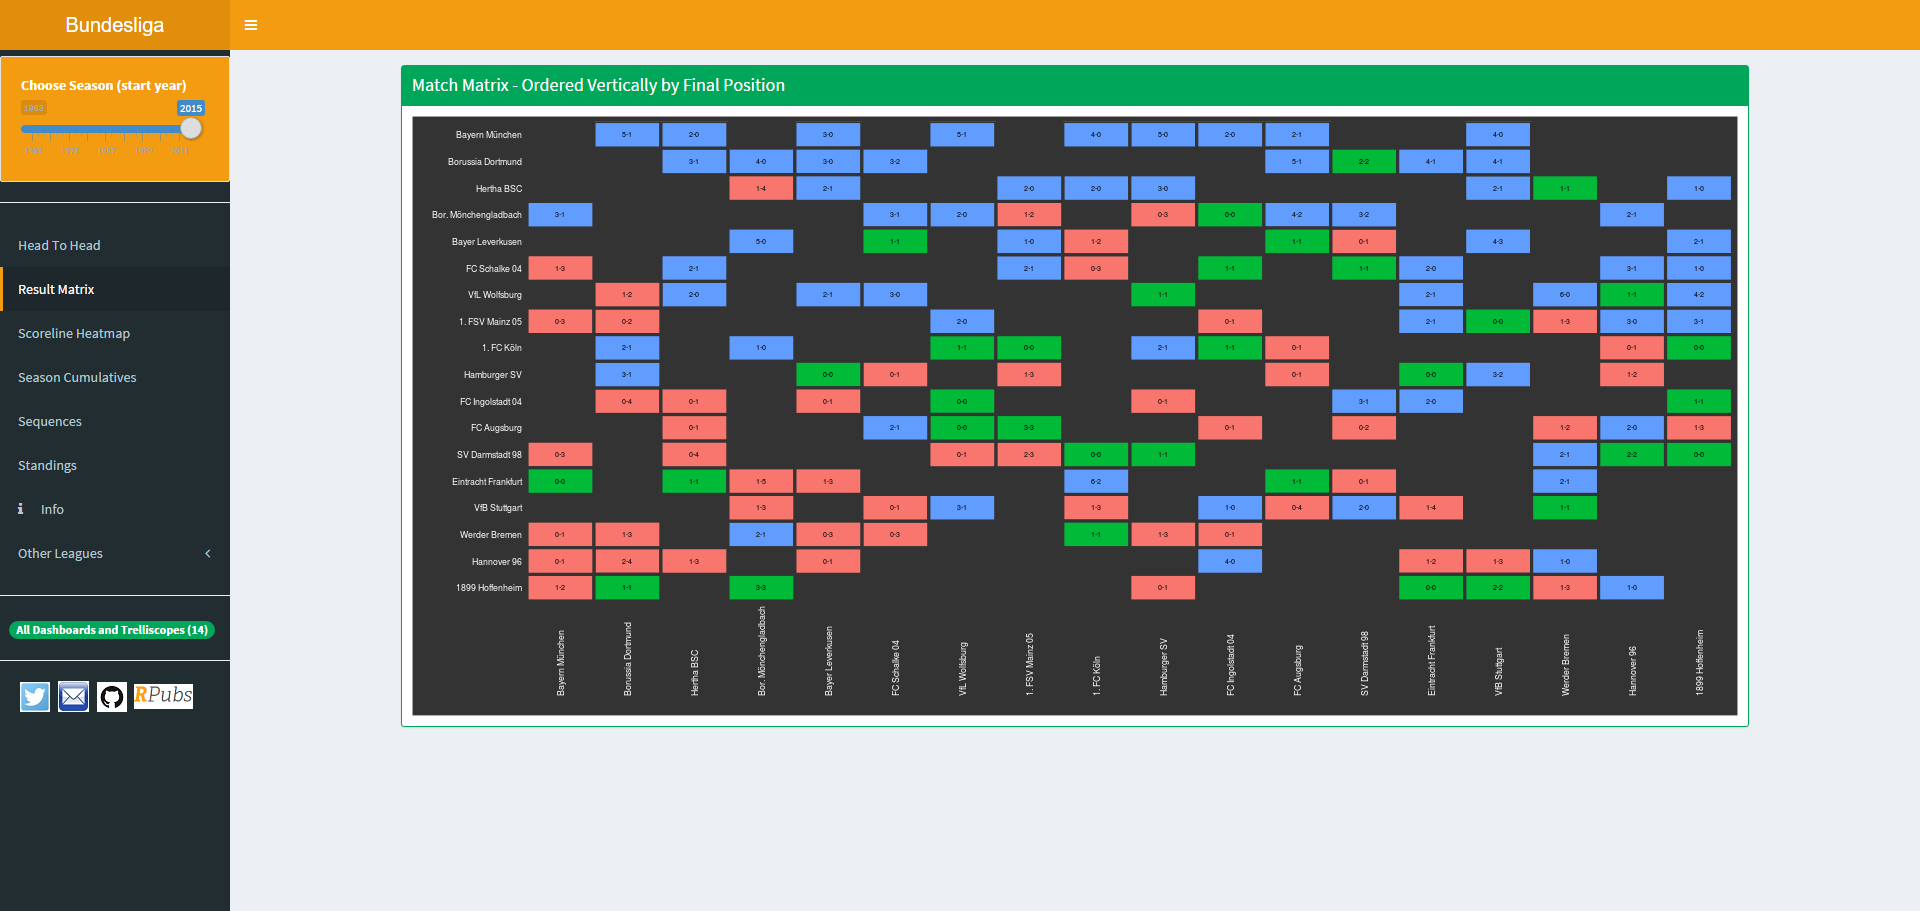 Bundesliga
Choose Season (start year)
1963
2015
Head To Head
Result Matrix
Scoreline Heatmap
Season Cumulatives
Sequences
Standings
Info
Other Leagues
All Dashboards and Trelliscopes (14)
RPubs
Match Matrix - Ordered Vertically by Final Position
Bayern München 5-1 2-0 3-0 5-1 4-0 5-0 2-0 2-1 4-0
Borussia Dortmund 3-1 4-0 3-0 3-2 5-1 2-2 4-1 4-1
Hertha BSC 1-4 2-1 2-0 2-0 3-0 2-1 1-1 1-0
Bor. Mönchengladbach 3-1 3-1 2-0 1-2 0-3 0-0 4-2 3-2 2-1
Bayer Leverkusen 5-0 1-1 1-0 1-2 1-1 0-1 4-3 2-1
FC Schalke 04 1-3 2-1 2-1 0-3 1-1 1-1 2-0 3-1 1-0
VfL Wolfsburg 1-2 2-0 2-1 3-0 1-1 2-1 6-0 1-1 4-2
1. FSV Mainz 05 0-3 0-2 2-0 0-1 2-1 0-0 1-3 3-0 3-1
1. FC Köln 2-1 1-0 1-1 0-0 2-1 1-1 0-1 0-1 0-0
Hamburger SV 3-1 0-0 0-1 1-3 0-1 0-0 3-2 1-2
FC Ingolstadt 04 0-4 0-1 0-1 0-0 0-1 3-1 2-0 1-1
FC Augsburg 0-1 2-1 0-0 3-3 0-1 0-2 1-2 2-0 1-3
SV Darmstadt 98 0-3 0-4 0-1 2-3 0-0 1-1 2-1 2-2 0-0
Eintracht Frankfurt 0-0 1-1 1-5 1-3 6-2 1-1 0-1 2-1
VfB Stuttgart 1-3 0-1 3-1 1-3 1-0 0-4 2-0 1-4 1-1
Werder Bremen 0-1 1-3 2-1 0-3 0-3 1-1 1-3 0-1
Hannover 96 0-1 2-4 1-3 0-1 4-0 1-2 1-3 1-0
1899 Hoffenheim 1-2 1-1 3-3 0-1 0-0 2-2 1-3 1-0
Bayern München
Borussia Dortmund
Hertha BSC
Bor. Mönchengladbach
Bayer Leverkusen
FC Schalke 04
VfL Wolfsburg
1. FSV Mainz 05
1. FC Köln
Hamburger SV
FC Ingolstadt 04
FC Augsburg
SV Darmstadt 98
Eintracht Frankfurt
VfB Stuttgart
Werder Bremen
Hannover 96
1899 Hoffenheim